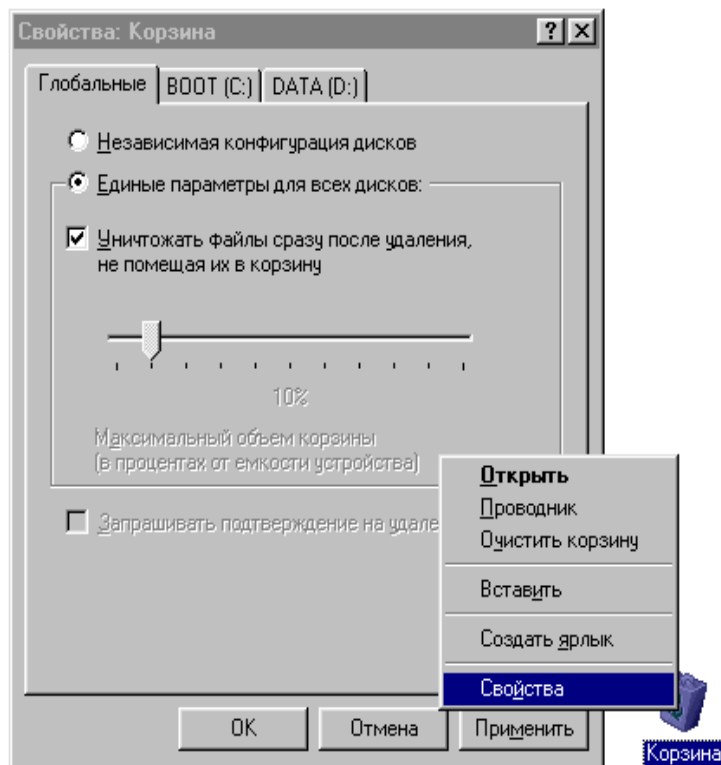 Свойства: Корзина
Глобальные BOOT (C:) DATA (D:)
Независимая конфигурация дисков
Единые параметры для всех дисков:
Уничтожать файлы сразу после удаления,
не помещая их в корзину
10%
Максимальный объем корзины
(в процентах от емкости устройства)
Запрашивать подтверждение на удале
OK Отмена Применить
Открыть
Проводник
Очистить корзину
Вставить
Создать ярлык
Свойства
Корзина